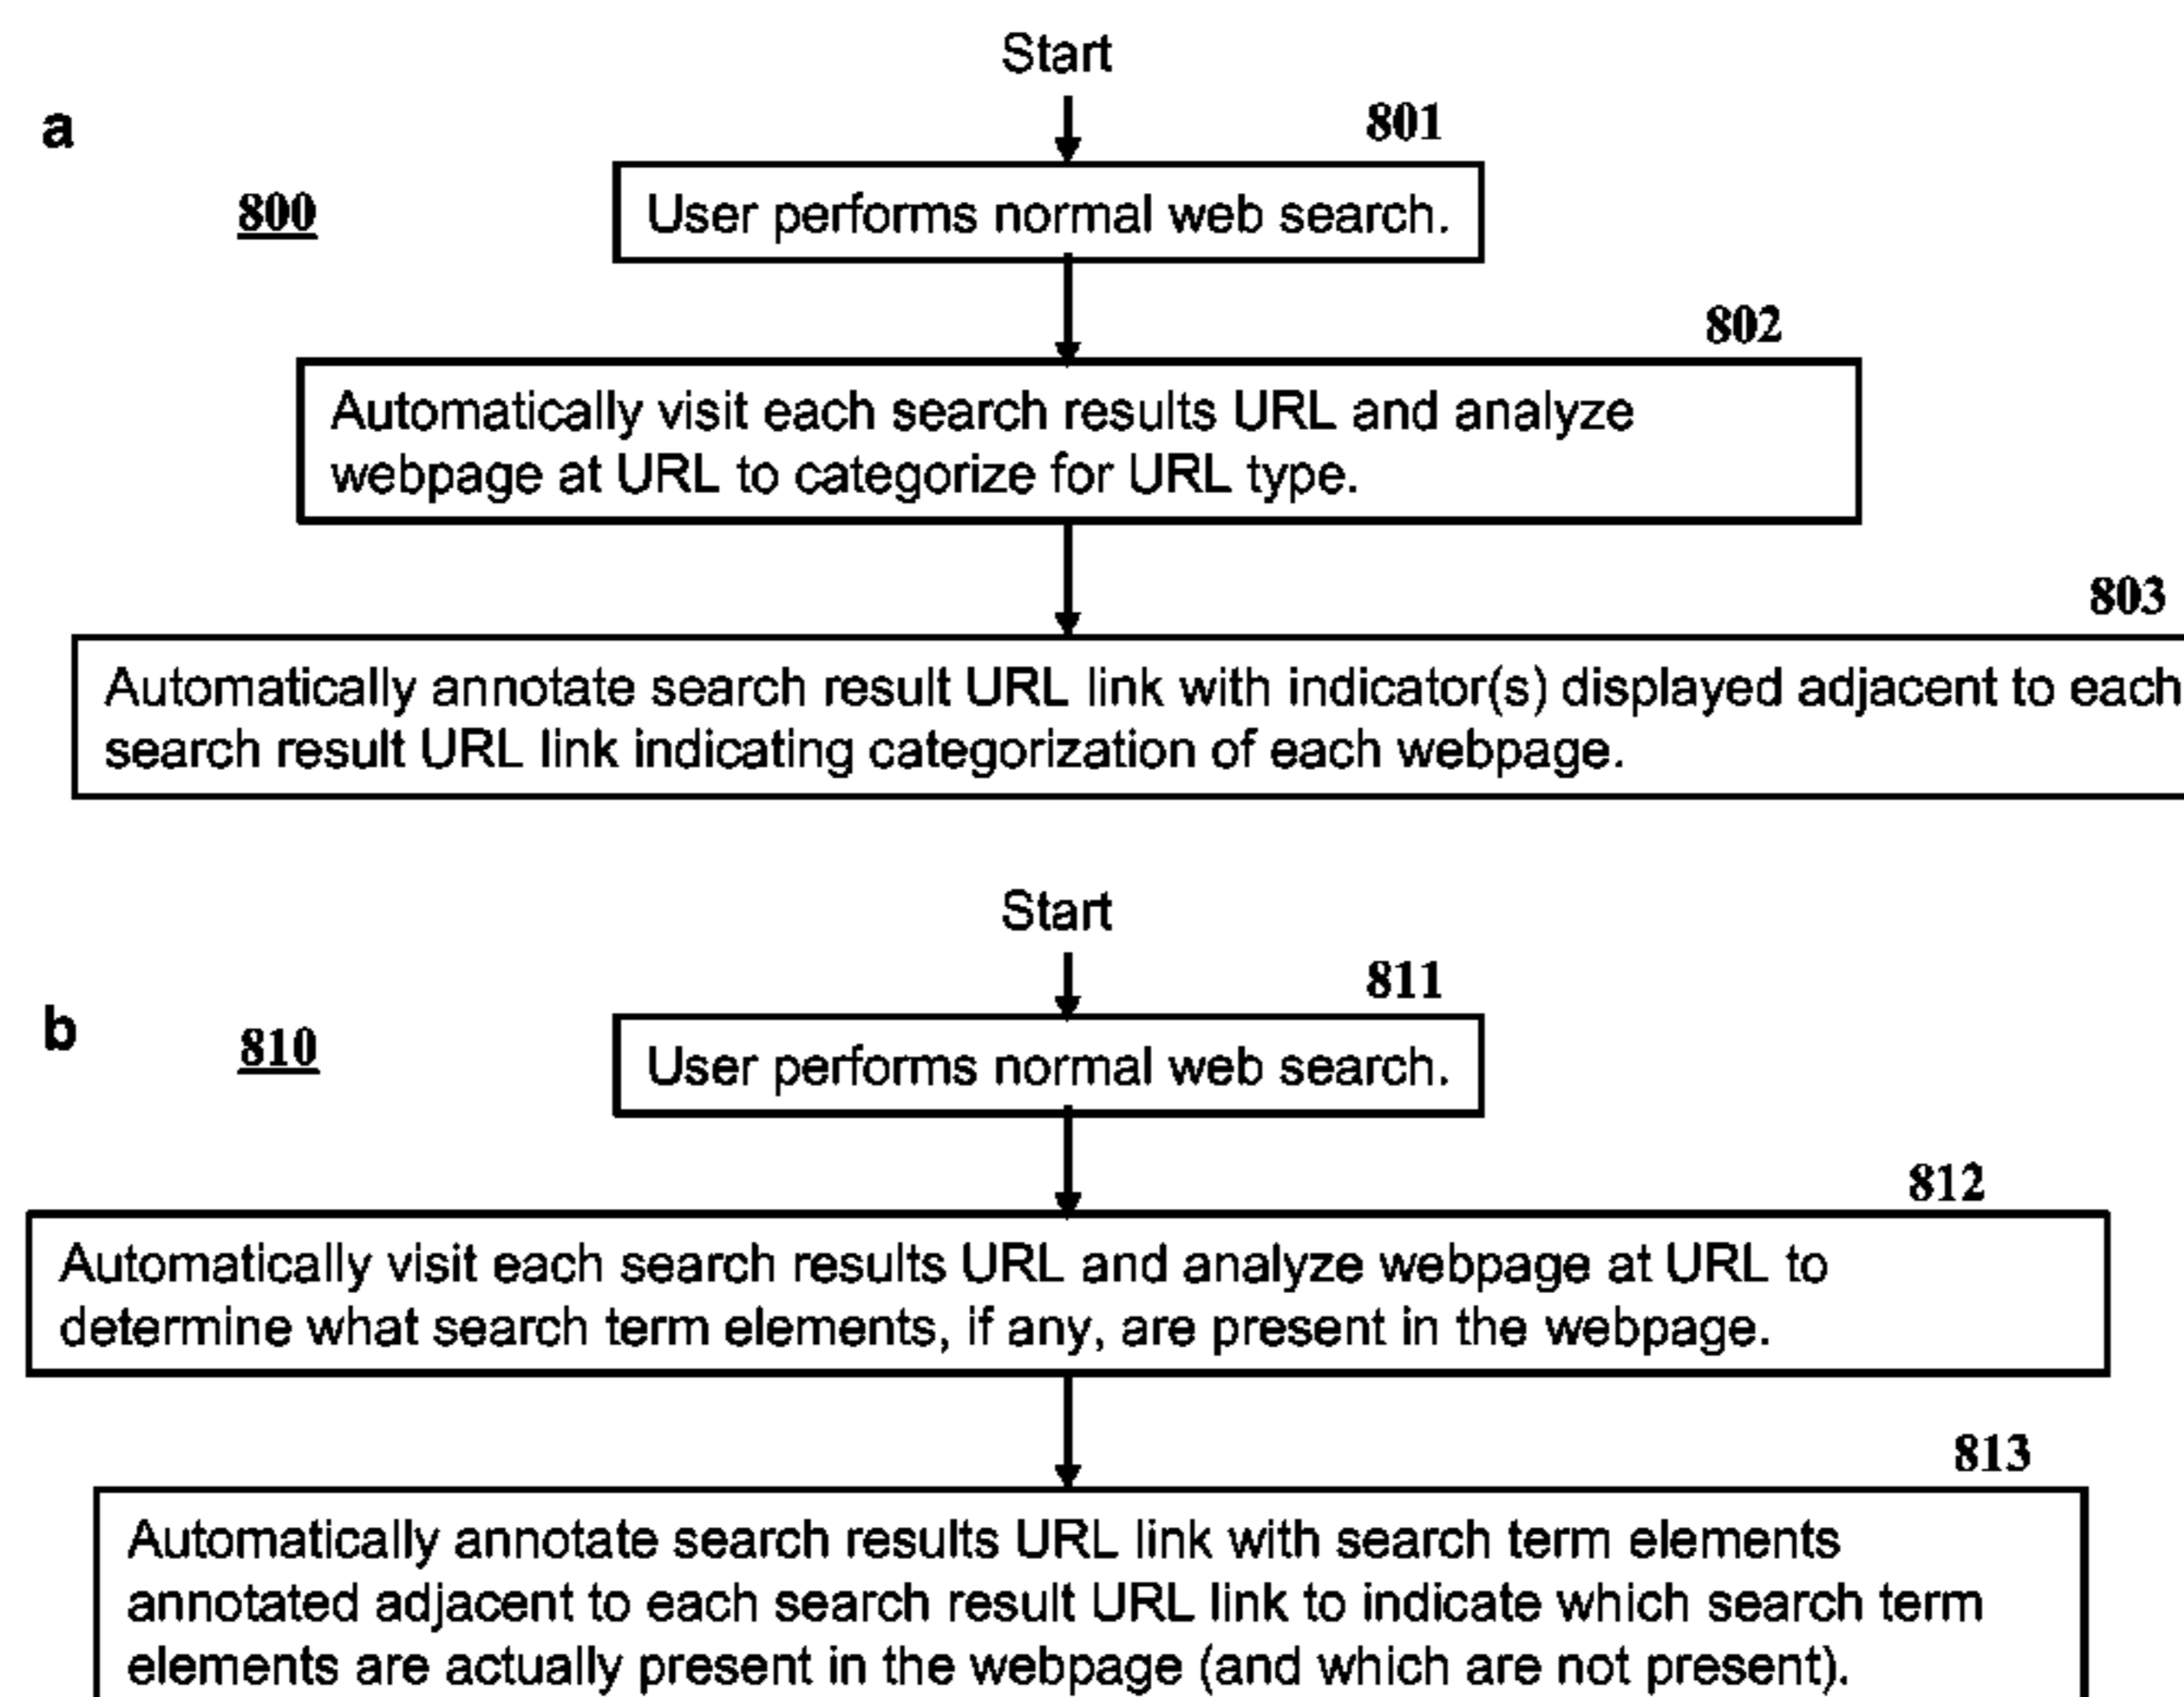 Start
a
801
800
User performs normal web search.
802
Automatically visit each search results URL and analyze
webpage at URL to categorize for URL type.
803
Automatically annotate search result URL link with indicator(s) displayed adjacent to each
search result URL link indicating categorization of each webpage.
Start
811
b
810
User performs normal web search.
812
Automatically visit each search results URL and analyze webpage at URL to
determine what search term elements, if any, are present in the webpage.
813
Automatically annotate search results URL link with search term elements
annotated adjacent to each search result URL link to indicate which search term
elements are actually present in the webpage (and which are not present).